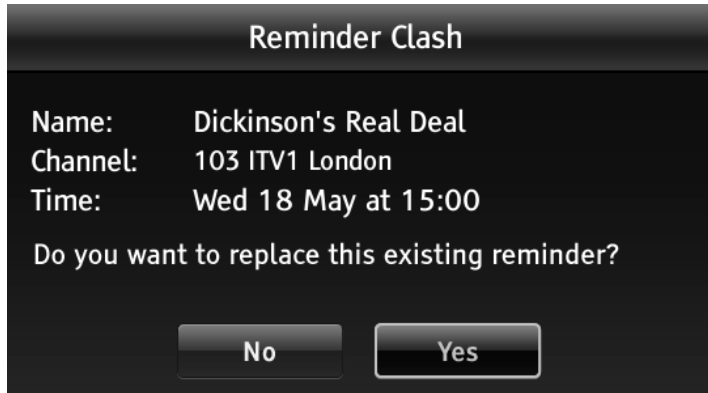 Reminder Clash
Name: Dickinson's Real Deal
Channel: 103 ITV1 London
Time: Wed 18 May at 15:00
Do you want to replace this existing reminder?
No Yes